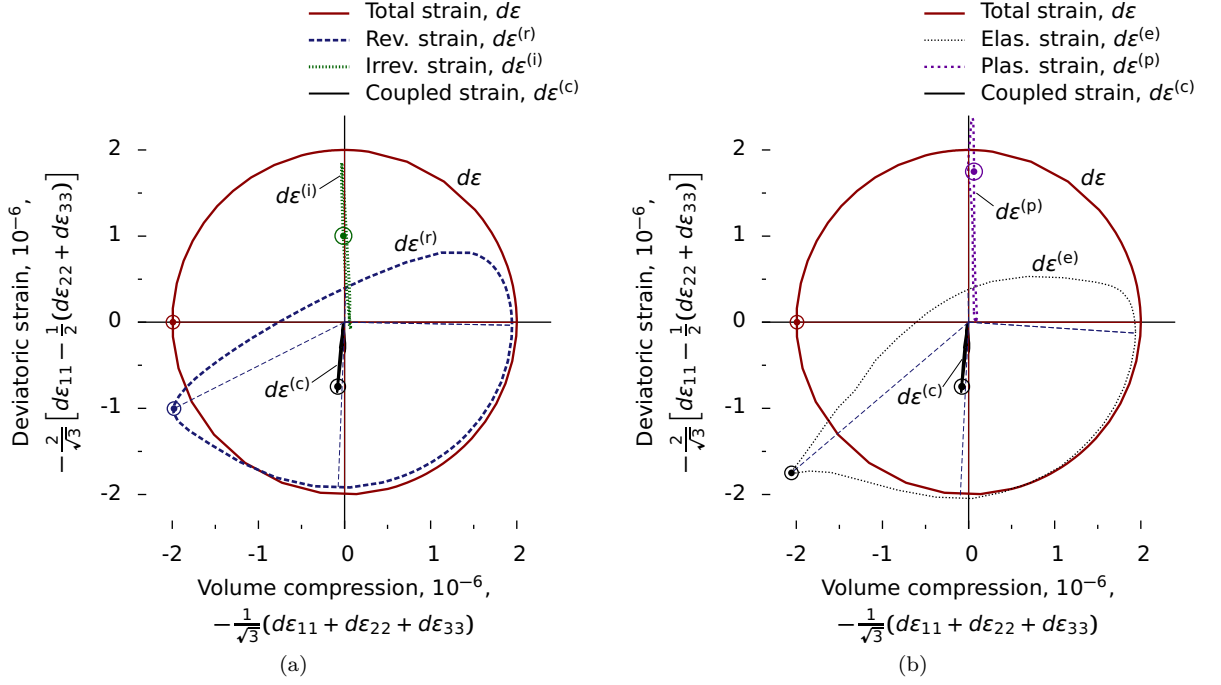 Total strain, dε
Rev. strain, dε(r)
Irrev. strain, dε(i)
Coupled strain, dε(c)
Deviatoric strain, 10−6,
−2/√3 [dε11 − 1/2(dε22 + dε33)]
2
1
0
-1
-2
dε(i)
dε
dε(r)
dε(c)
-2
-1
0
1
2
Volume compression, 10−6,
−1/√3(dε11 + dε22 + dε33)
(a)
Total strain, dε
Elas. strain, dε(e)
Plas. strain, dε(p)
Coupled strain, dε(c)
Deviatoric strain, 10−6,
−2/√3 [dε11 − 1/2(dε22 + dε33)]
2
1
0
-1
-2
dε
dε(p)
dε(e)
dε(c)
-2
-1
0
1
2
Volume compression, 10−6,
−1/√3(dε11 + dε22 + dε33)
(b)